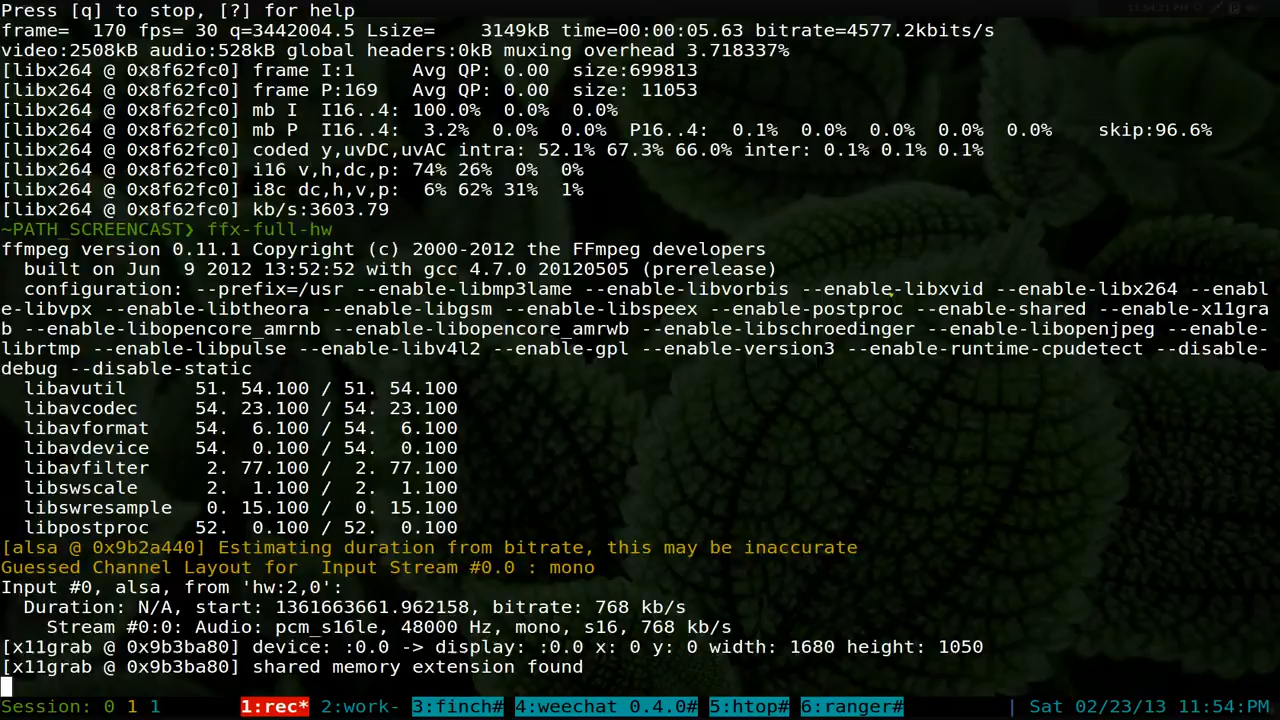 Press [q] to stop, [?] for help
frame=  170 fps= 30 q=3442004.5 Lsize=    3149kB time=00:00:05.63 bitrate=4577.2kbits/s
video:2508kB audio:528kB global headers:0kB muxing overhead 3.718337%
[libx264 @ 0x8f62fc0] frame I:1     Avg QP: 0.00  size:699813
[libx264 @ 0x8f62fc0] frame P:169   Avg QP: 0.00  size: 11053
[libx264 @ 0x8f62fc0] mb I  I16..4: 100.0%  0.0%  0.0%
[libx264 @ 0x8f62fc0] mb P  I16..4:  3.2%  0.0%  0.0%  P16..4:  0.1%  0.0%  0.0%  0.0%  0.0%    skip:96.6%
[libx264 @ 0x8f62fc0] coded y,uvDC,uvAC intra: 52.1% 67.3% 66.0% inter: 0.1% 0.1% 0.1%
[libx264 @ 0x8f62fc0] i16 v,h,dc,p: 74% 26%  0%  0%
[libx264 @ 0x8f62fc0] i8c dc,h,v,p:  6% 62% 31%  1%
[libx264 @ 0x8f62fc0] kb/s:3603.79
~PATH_SCREENCAST❯ ffx-full-hw
ffmpeg version 0.11.1 Copyright (c) 2000-2012 the FFmpeg developers
  built on Jun  9 2012 13:52:52 with gcc 4.7.0 20120505 (prerelease)
  configuration: --prefix=/usr --enable-libmp3lame --enable-libvorbis --enable-libxvid --enable-libx264 --enabl
e-libvpx --enable-libtheora --enable-libgsm --enable-libspeex --enable-postproc --enable-shared --enable-x11gra
b --enable-libopencore_amrnb --enable-libopencore_amrwb --enable-libschroedinger --enable-libopenjpeg --enable-
librtmp --enable-libpulse --enable-libv4l2 --enable-gpl --enable-version3 --enable-runtime-cpudetect --disable-
debug --disable-static
  libavutil      51. 54.100 / 51. 54.100
  libavcodec     54. 23.100 / 54. 23.100
  libavformat    54.  6.100 / 54.  6.100
  libavdevice    54.  0.100 / 54.  0.100
  libavfilter     2. 77.100 /  2. 77.100
  libswscale      2.  1.100 /  2.  1.100
  libswresample   0. 15.100 /  0. 15.100
  libpostproc    52.  0.100 / 52.  0.100
[alsa @ 0x9b2a440] Estimating duration from bitrate, this may be inaccurate
Guessed Channel Layout for  Input Stream #0.0 : mono
Input #0, alsa, from 'hw:2,0':
  Duration: N/A, start: 1361663661.962158, bitrate: 768 kb/s
    Stream #0:0: Audio: pcm_s16le, 48000 Hz, mono, s16, 768 kb/s
[x11grab @ 0x9b3ba80] device: :0.0 -> display: :0.0 x: 0 y: 0 width: 1680 height: 1050
[x11grab @ 0x9b3ba80] shared memory extension found
Session: 0 1 1 1:rec* 2:work- 3:finch# 4:weechat 0.4.0# 5:htop# 6:ranger# | Sat 02/23/13 11:54:PM